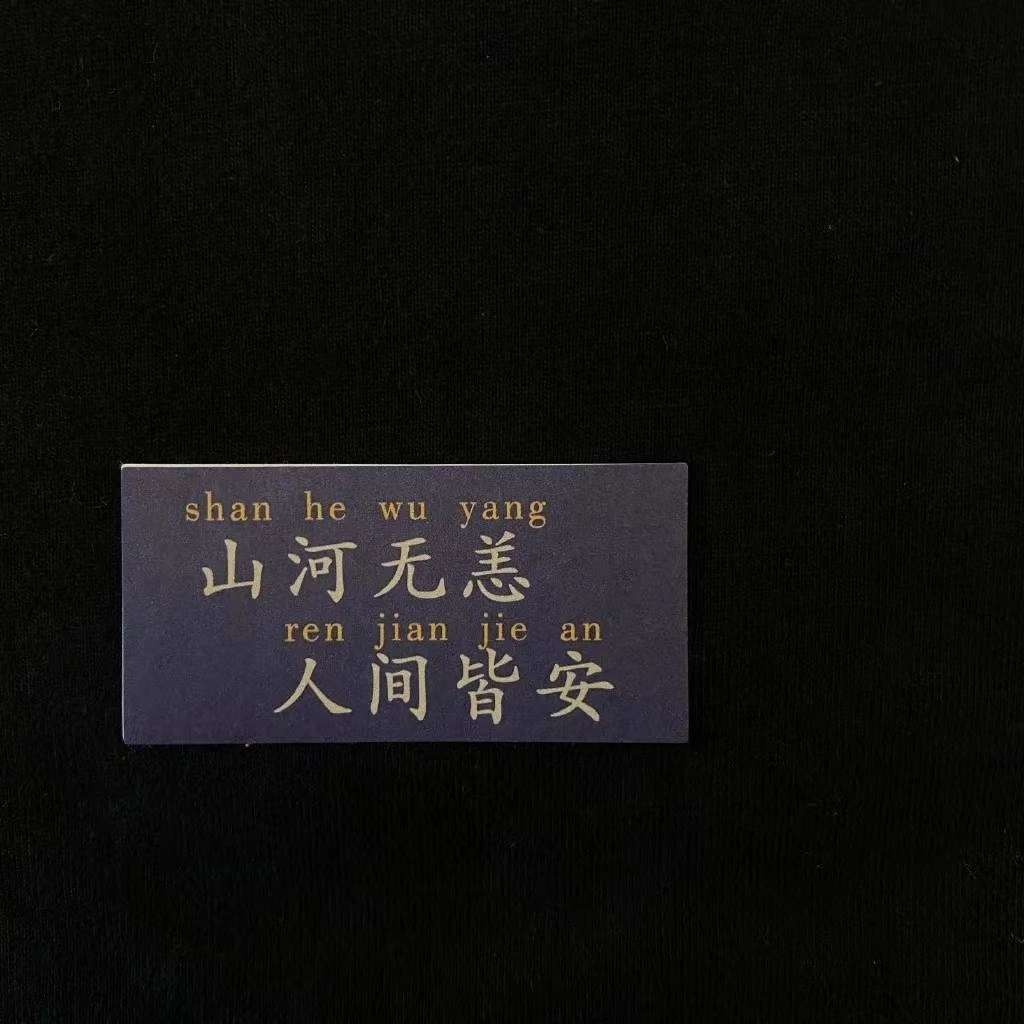 shan he wu yang
山河无恙
ren jian jie an
人间皆安